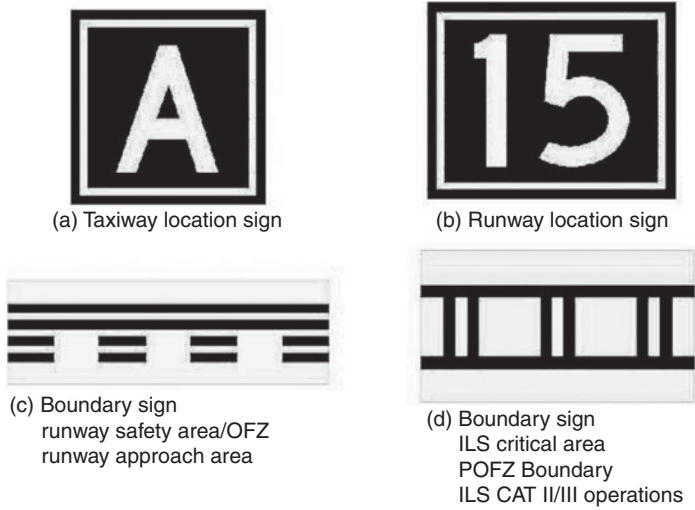 A
15
(a) Taxiway location sign
(b) Runway location sign
(c) Boundary sign
runway safety area/OFZ
runway approach area
(d) Boundary sign
ILS critical area
POFZ Boundary
ILS CAT II/III operations